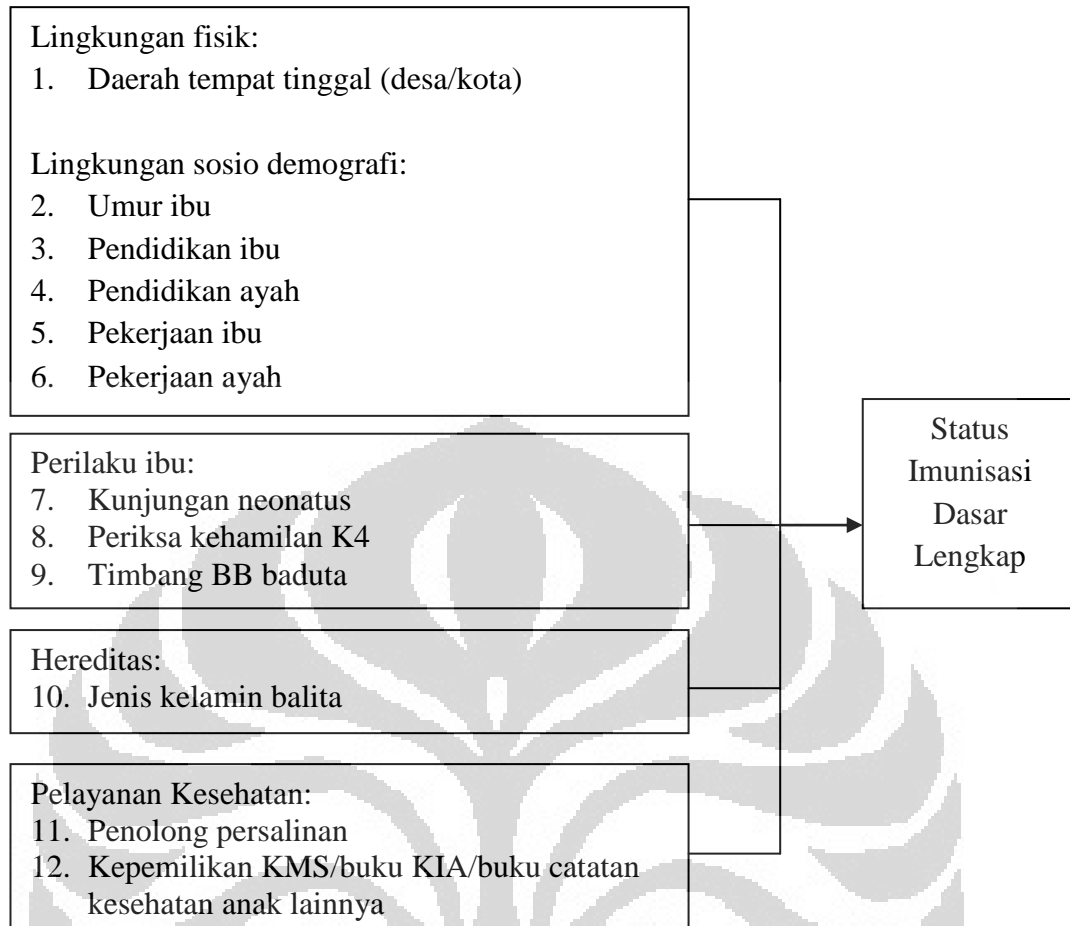 Lingkungan fisik:
1. Daerah tempat tinggal (desa/kota)
Lingkungan sosio demografi:
2. Umur ibu
3. Pendidikan ibu
4. Pendidikan ayah
5. Pekerjaan ibu
6. Pekerjaan ayah
Perilaku ibu:
7. Kunjungan neonatus
8. Periksa kehamilan K4
9. Timbang BB baduta
Hereditas:
10. Jenis kelamin balita
Pelayanan Kesehatan:
11. Penolong persalinan
12. Kepemilikan KMS/buku KIA/buku catatan
kesehatan anak lainnya
Status
Imunisasi
Dasar
Lengkap